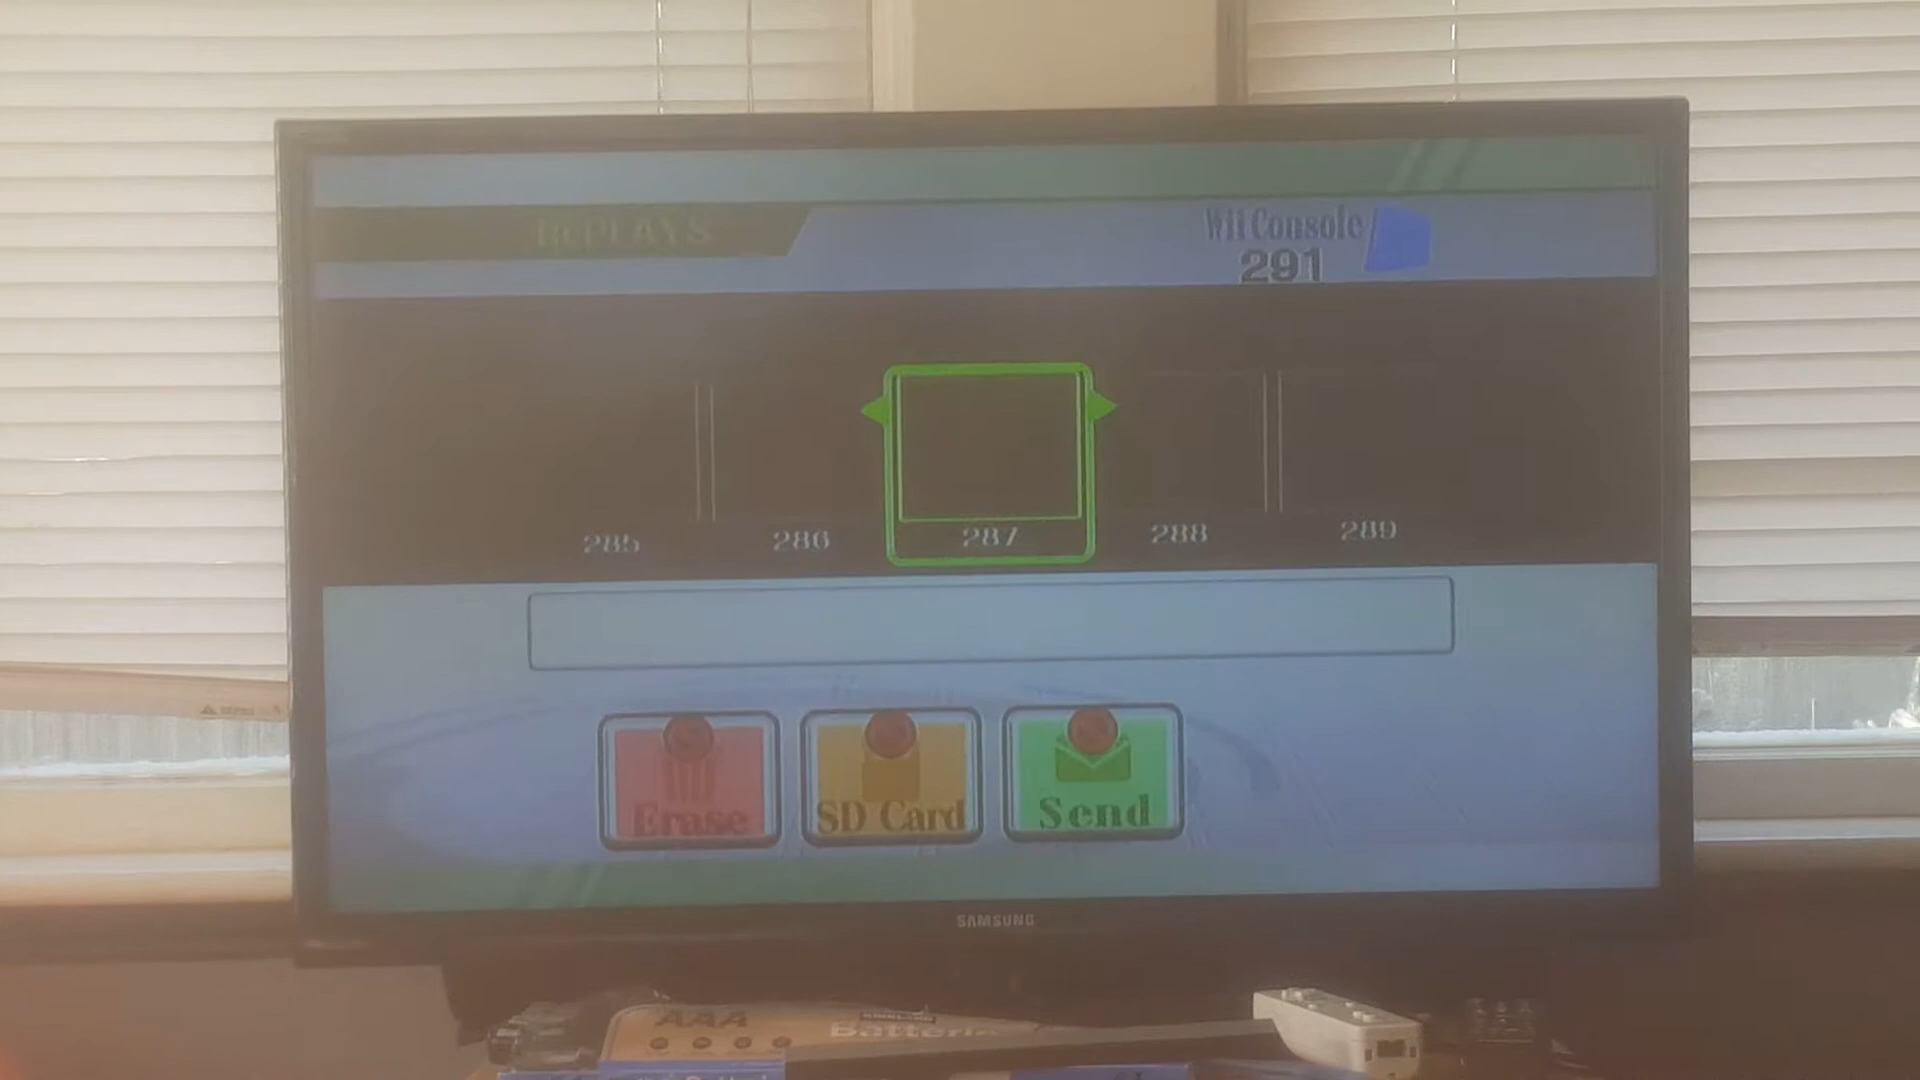 REPLAYS
Wii Console
291
285
286
287
288
289
Erase
SD Card
Send
SAMSUNG
AAA